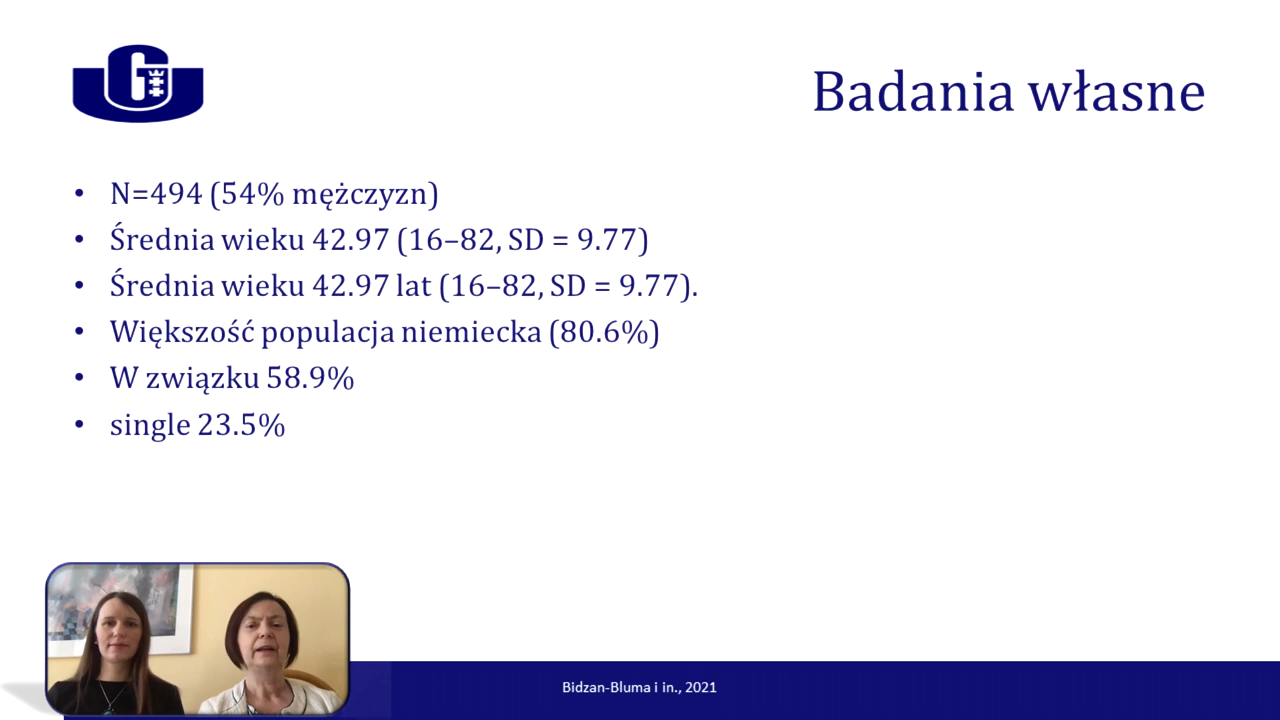 Badania własne
• N=494 (54% mężczyzn)
• Średnia wieku 42.97 (16–82, SD = 9.77)
• Średnia wieku 42.97 lat (16–82, SD = 9.77).
• Większość populacja niemiecka (80.6%)
• W związku 58.9%
• single 23.5%
Bidzan-Bluma i in., 2021